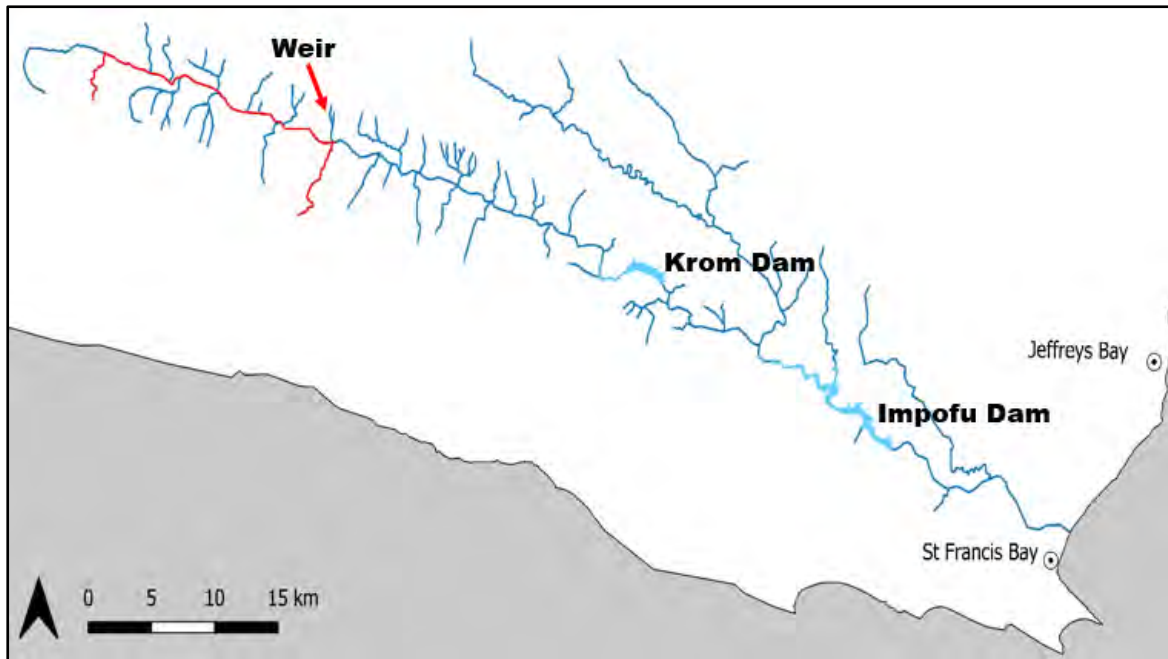 Weir
Krom Dam
Jeffreys Bay
Impofu Dam
St Francis Bay
0 5 10 15 km